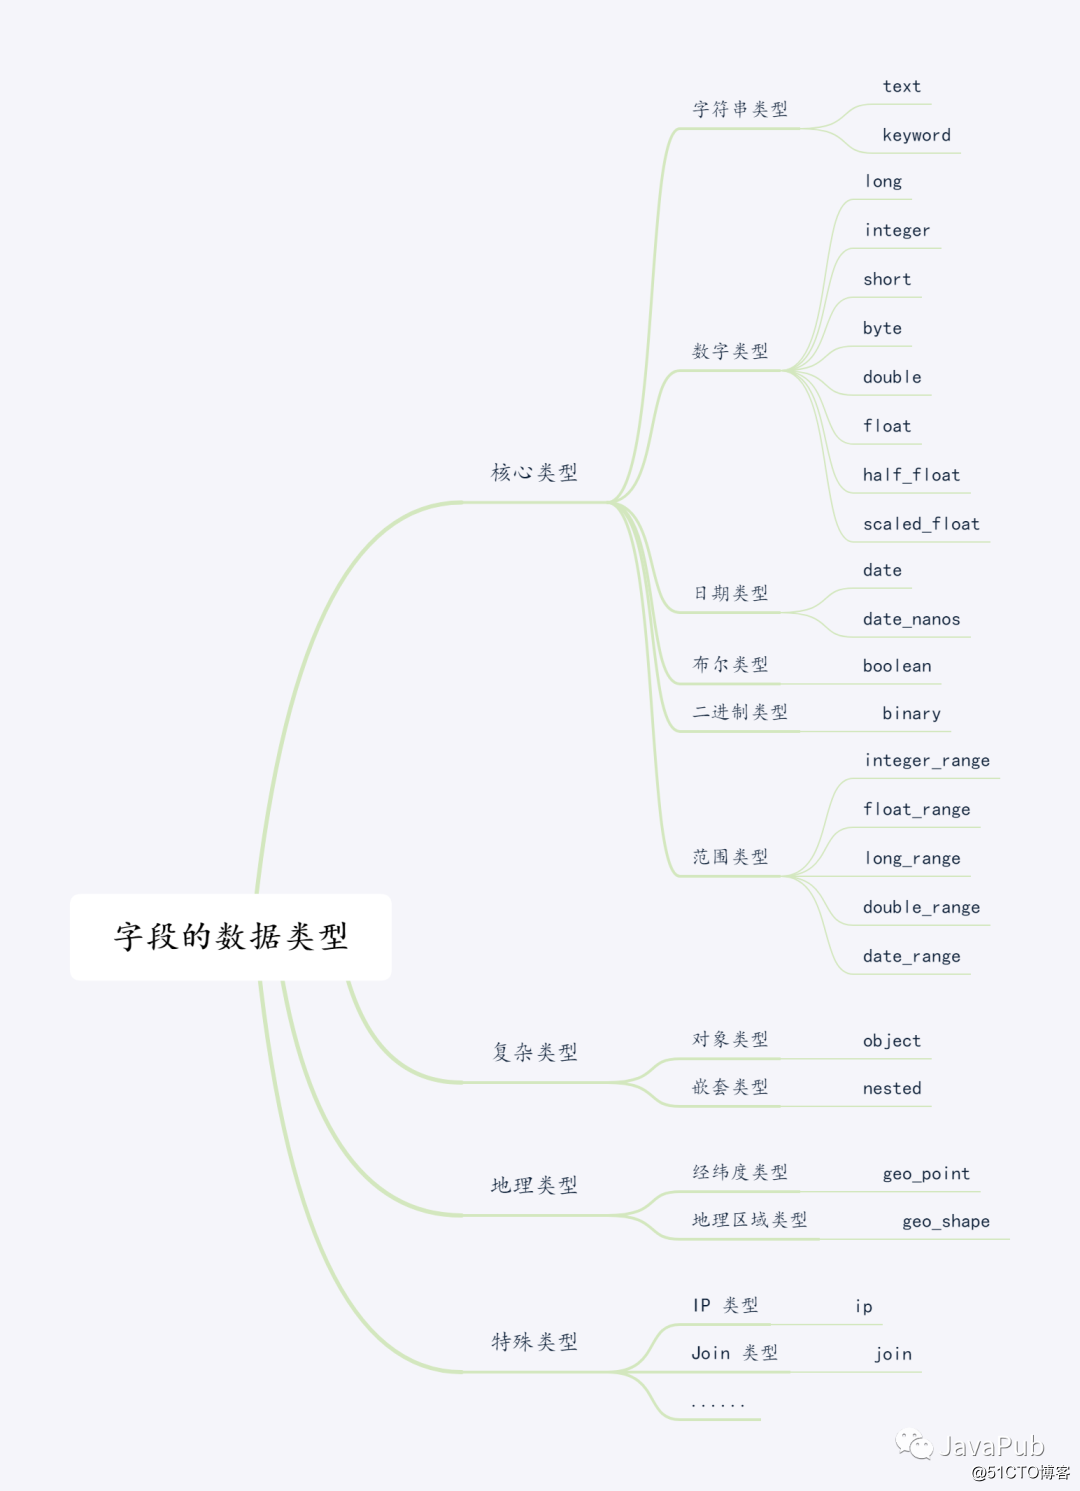 字段的数据类型
核心类型
字符串类型
text
keyword
数字类型
long
integer
short
byte
double
float
half_float
scaled_float
日期类型
date
date_nanos
布尔类型
boolean
二进制类型
binary
范围类型
integer_range
float_range
long_range
double_range
date_range
复杂类型
对象类型
object
嵌套类型
nested
地理类型
经纬度类型
geo_point
地理区域类型
geo_shape
特殊类型
IP 类型
ip
Join 类型
join
......
JavaPub
@51CTO博客